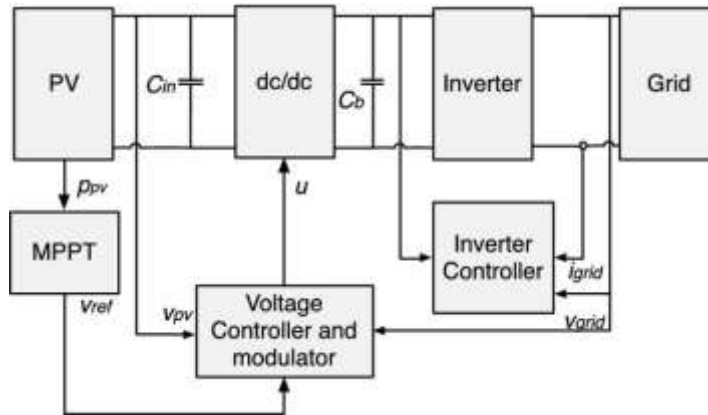 PV
Cin
dc/dc
Cb
Inverter
Grid
ppv
u
MPPT
Inverter
Controller
igrid
vref
vpv
Voltage
Controller and
modulator
vgrid